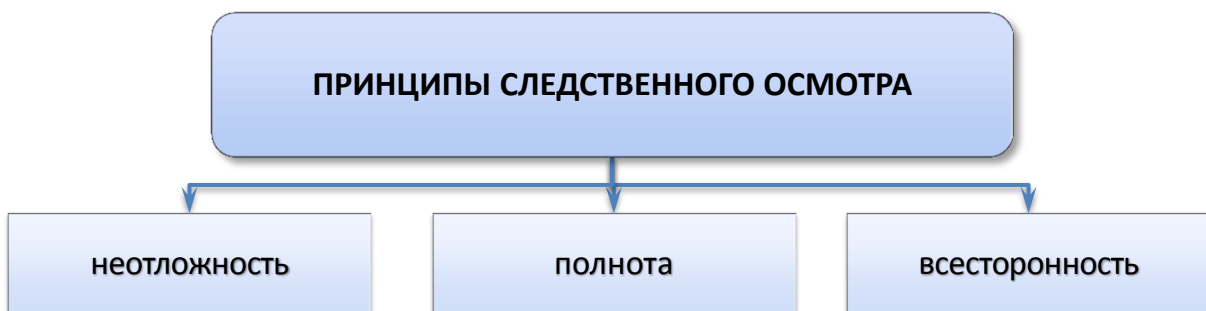 ПРИНЦИПЫ СЛЕДСТВЕННОГО ОСМОТРА
неотложность
полнота
всесторонность